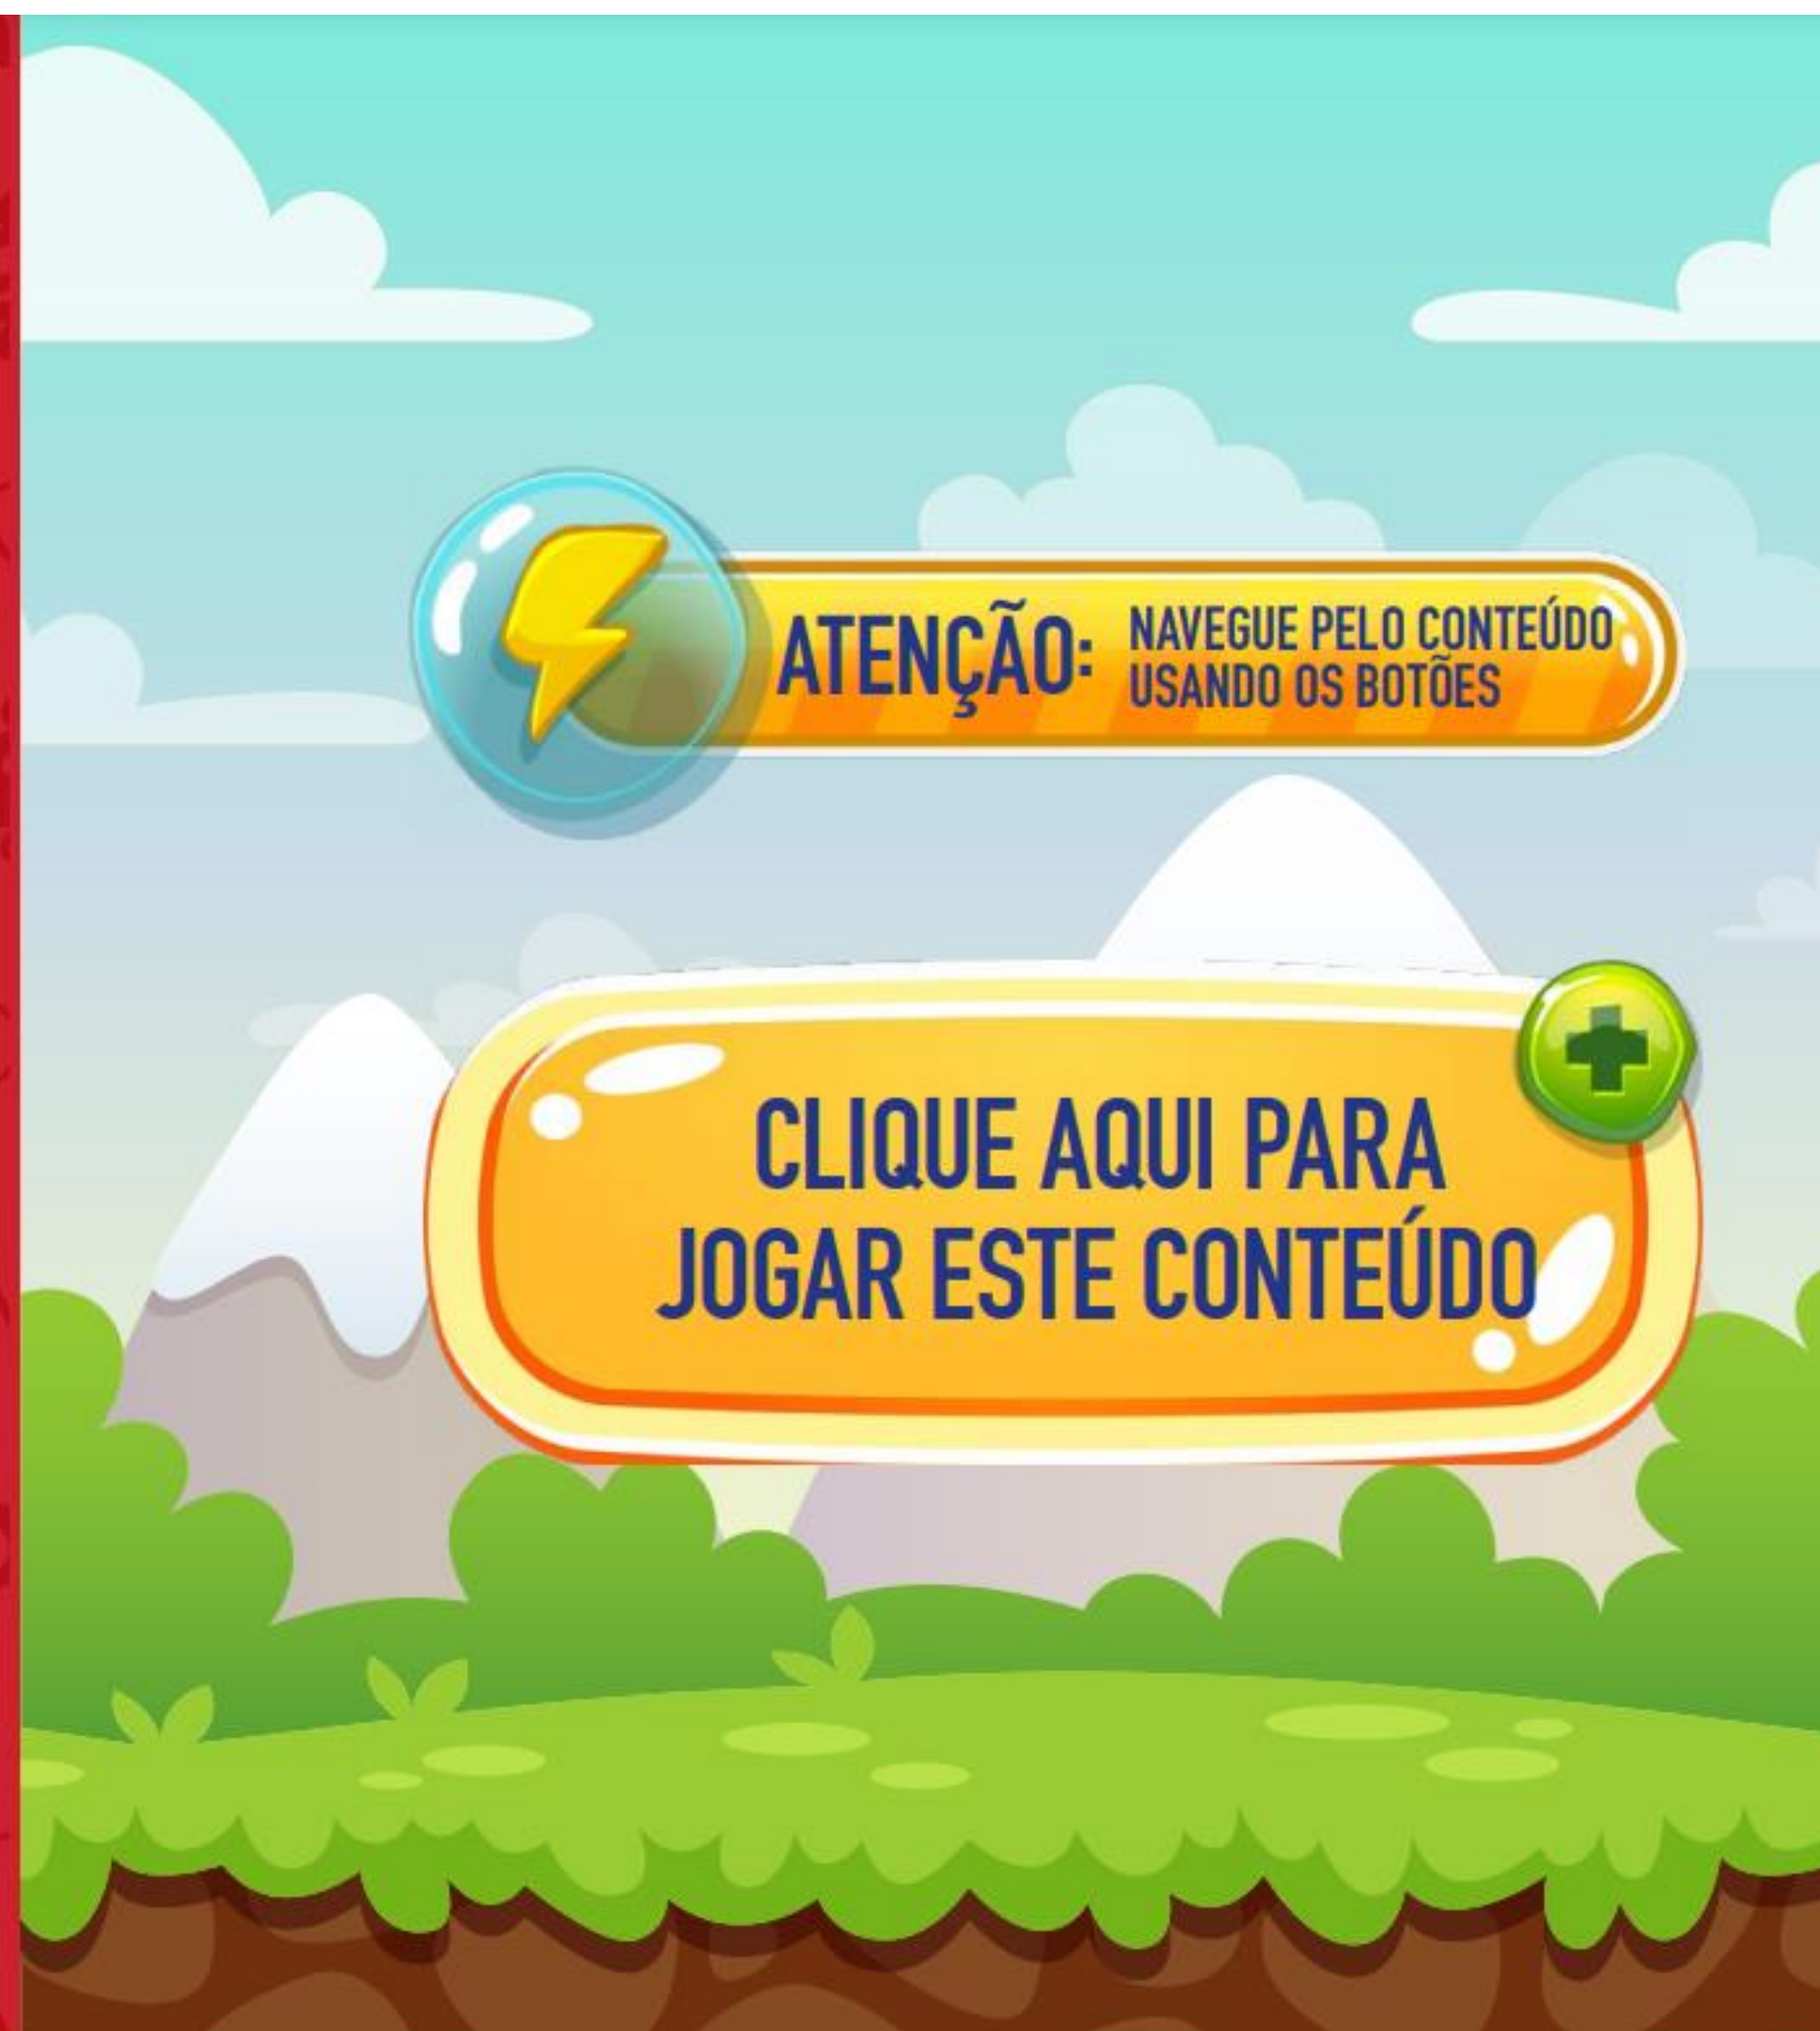 ATENÇÃO:
NAVEGUE PELO CONTEÚDO
USANDO OS BOTÕES
CLIQUE AQUI PARA
JOGAR ESTE CONTEÚDO